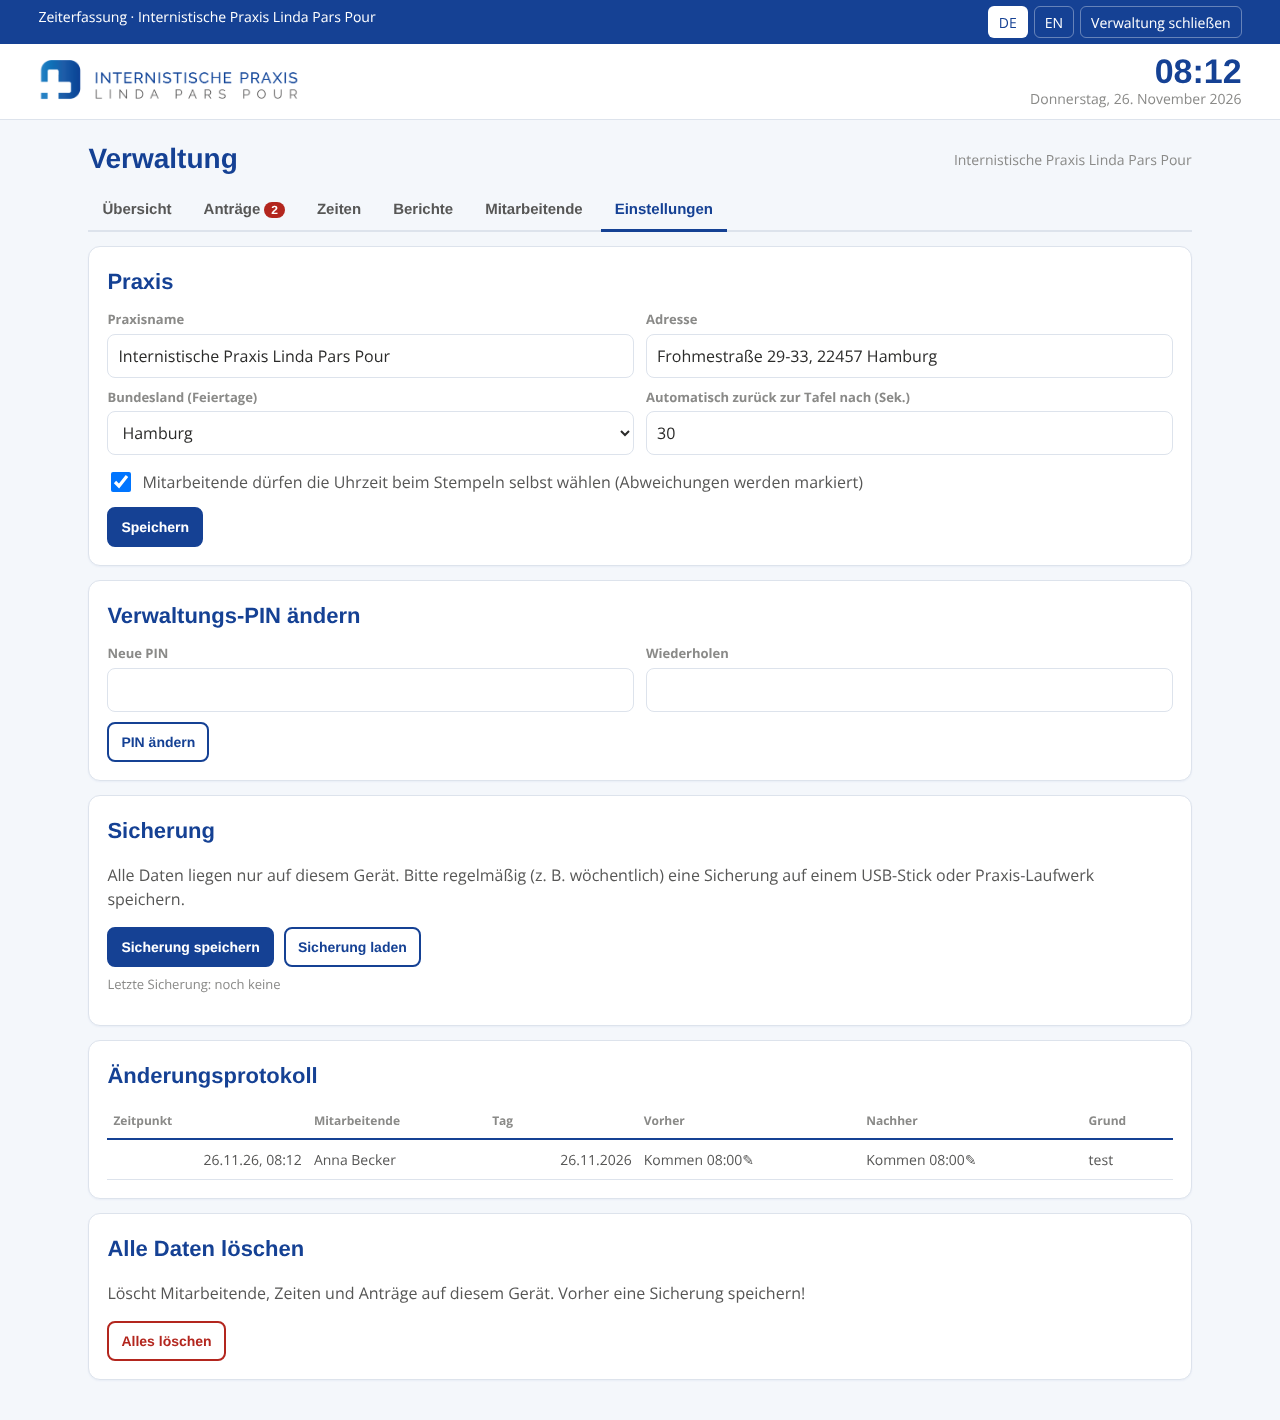 Zeiterfassung · Internistische Praxis Linda Pars Pour
DE EN Verwaltung schließen
INTERNISTISCHE PRAXIS
LINDA PARS POUR
08:12
Donnerstag, 26. November 2026
Verwaltung
Internistische Praxis Linda Pars Pour
Übersicht Anträge 2 Zeiten Berichte Mitarbeitende Einstellungen
Praxis
Praxisname Adresse
Internistische Praxis Linda Pars Pour Frohmestraße 29-33, 22457 Hamburg
Bundesland (Feiertage) Automatisch zurück zur Tafel nach (Sek.)
Hamburg 30
Mitarbeitende dürfen die Uhrzeit beim Stempeln selbst wählen (Abweichungen werden markiert)
Speichern
Verwaltungs-PIN ändern
Neue PIN Wiederholen
PIN ändern
Sicherung
Alle Daten liegen nur auf diesem Gerät. Bitte regelmäßig (z. B. wöchentlich) eine Sicherung auf einem USB-Stick oder Praxis-Laufwerk
speichern.
Sicherung speichern Sicherung laden
Letzte Sicherung: noch keine
Änderungsprotokoll
Zeitpunkt Mitarbeitende Tag Vorher Nachher Grund
26.11.26, 08:12 Anna Becker 26.11.2026 Kommen 08:00✎ Kommen 08:00✎ test
Alle Daten löschen
Löscht Mitarbeitende, Zeiten und Anträge auf diesem Gerät. Vorher eine Sicherung speichern!
Alles löschen